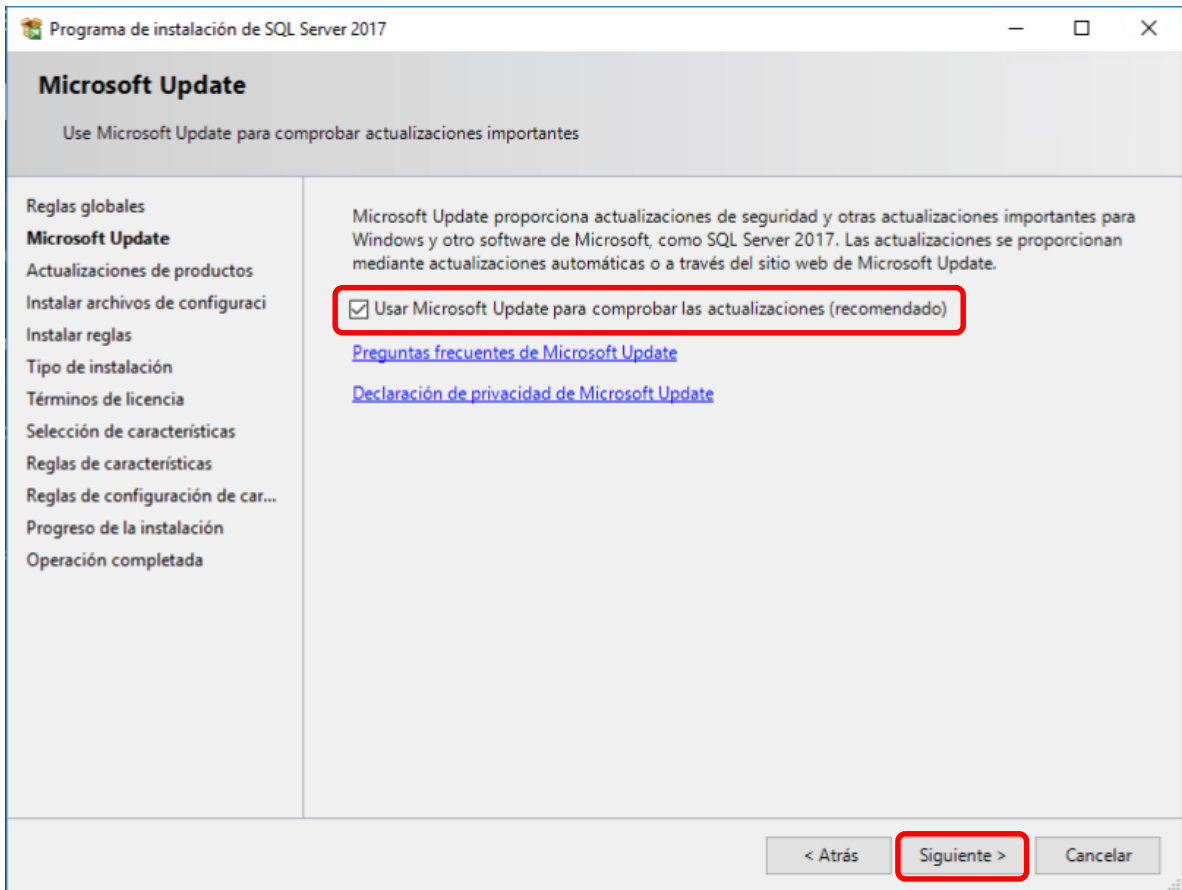 Programa de instalación de SQL Server 2017
Microsoft Update
Use Microsoft Update para comprobar actualizaciones importantes
Reglas globales
Microsoft Update
Actualizaciones de productos
Instalar archivos de configuraci
Instalar reglas
Tipo de instalación
Términos de licencia
Selección de características
Reglas de características
Reglas de configuración de car...
Progreso de la instalación
Operación completada
Microsoft Update proporciona actualizaciones de seguridad y otras actualizaciones importantes para
Windows y otro software de Microsoft, como SQL Server 2017. Las actualizaciones se proporcionan
mediante actualizaciones automáticas o a través del sitio web de Microsoft Update.
Usar Microsoft Update para comprobar las actualizaciones (recomendado)
Preguntas frecuentes de Microsoft Update
Declaración de privacidad de Microsoft Update
< Atrás
Siguiente >
Cancelar